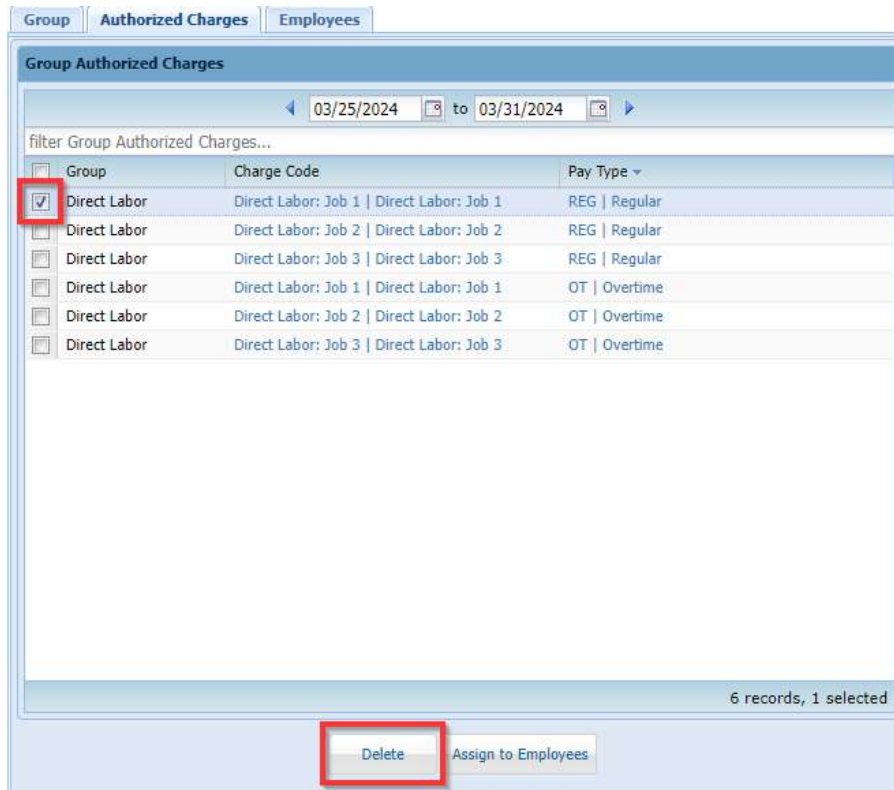 Group Authorized Charges Employees
Group Authorized Charges
03/25/2024 to 03/31/2024
filter Group Authorized Charges...
Group Charge Code Pay Type
Direct Labor Direct Labor: Job 1 | Direct Labor: Job 1 REG | Regular
Direct Labor Direct Labor: Job 2 | Direct Labor: Job 2 REG | Regular
Direct Labor Direct Labor: Job 3 | Direct Labor: Job 3 REG | Regular
Direct Labor Direct Labor: Job 1 | Direct Labor: Job 1 OT | Overtime
Direct Labor Direct Labor: Job 2 | Direct Labor: Job 2 OT | Overtime
Direct Labor Direct Labor: Job 3 | Direct Labor: Job 3 OT | Overtime
6 records, 1 selected
Delete Assign to Employees